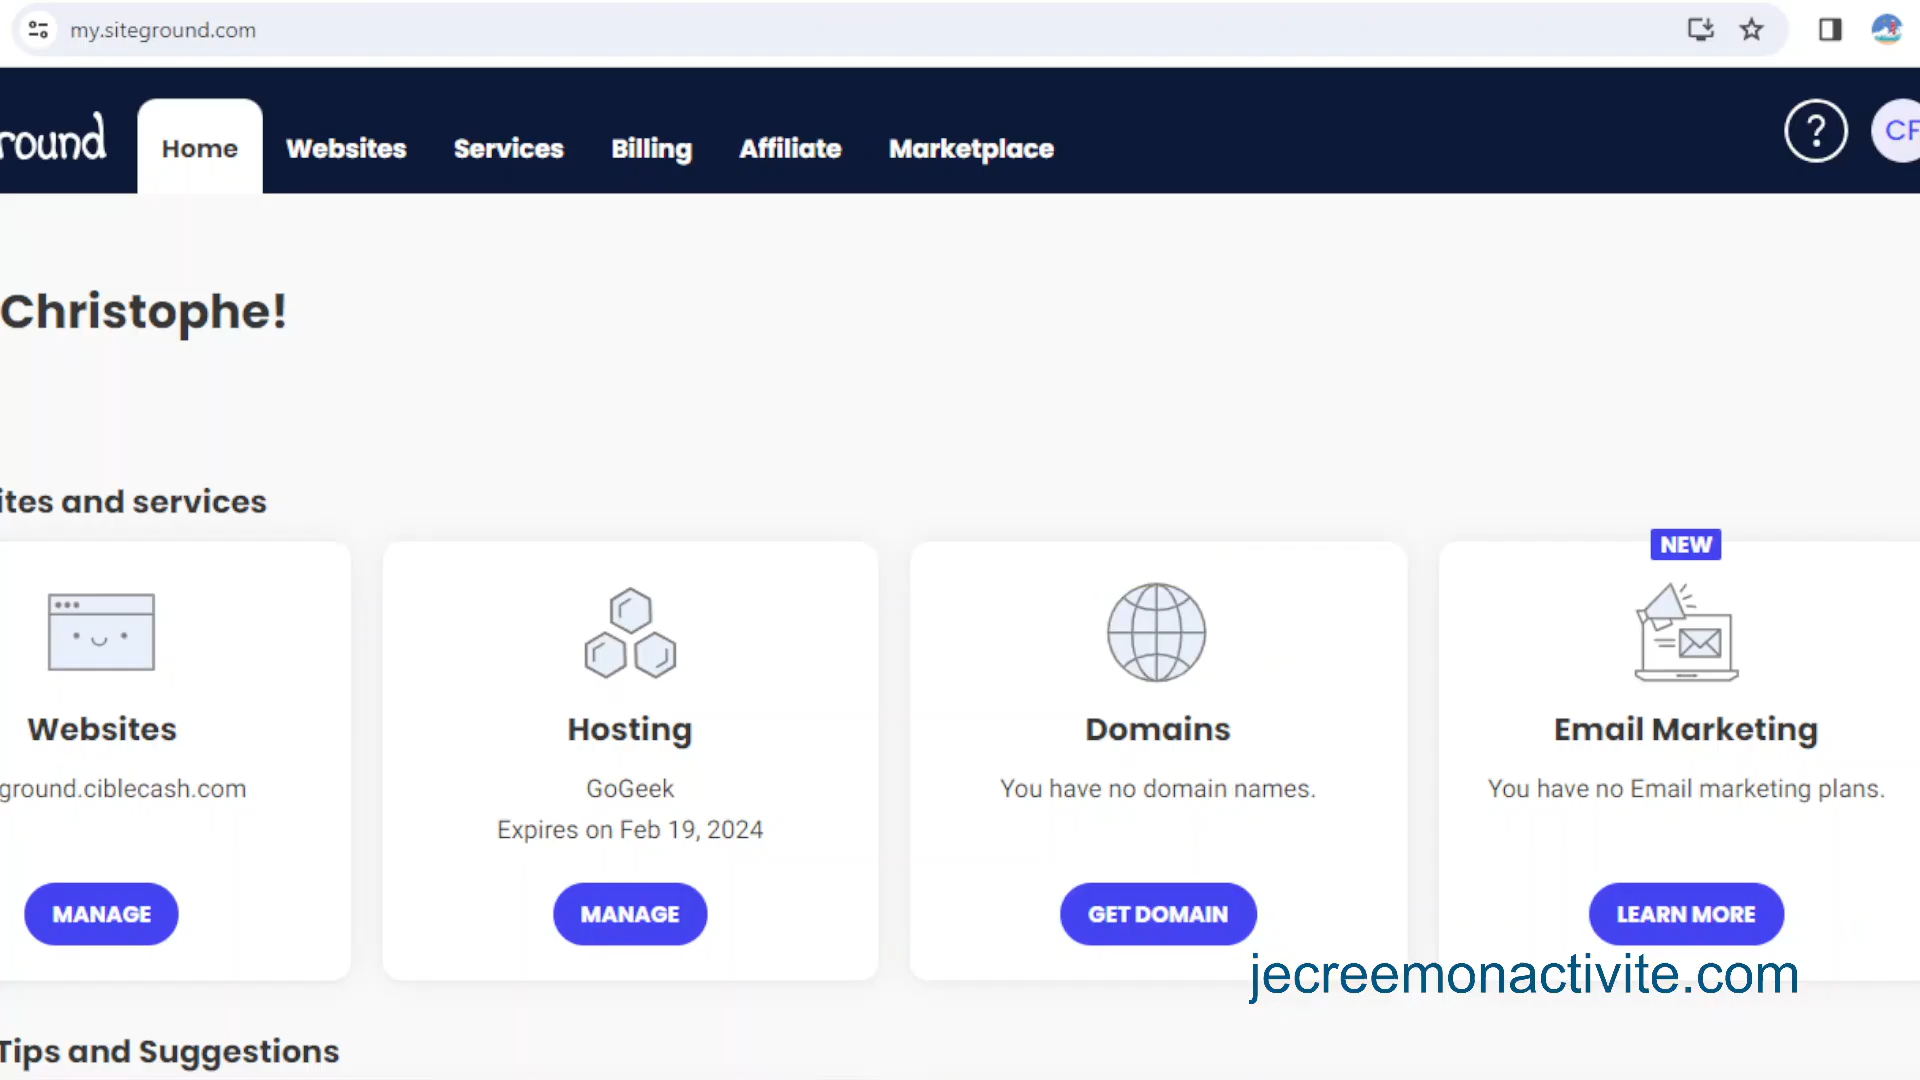 my.siteground.com
round
Home
Websites
Services
Billing
Affiliate
Marketplace
?
CF
Christophe!
ites and services
NEW
Websites
ground.ciblecash.com
MANAGE
Hosting
GoGeek
Expires on Feb 19, 2024
MANAGE
Domains
You have no domain names.
GET DOMAIN
Email Marketing
You have no Email marketing plans.
LEARN MORE
jecreemonactivite.com
Tips and Suggestions